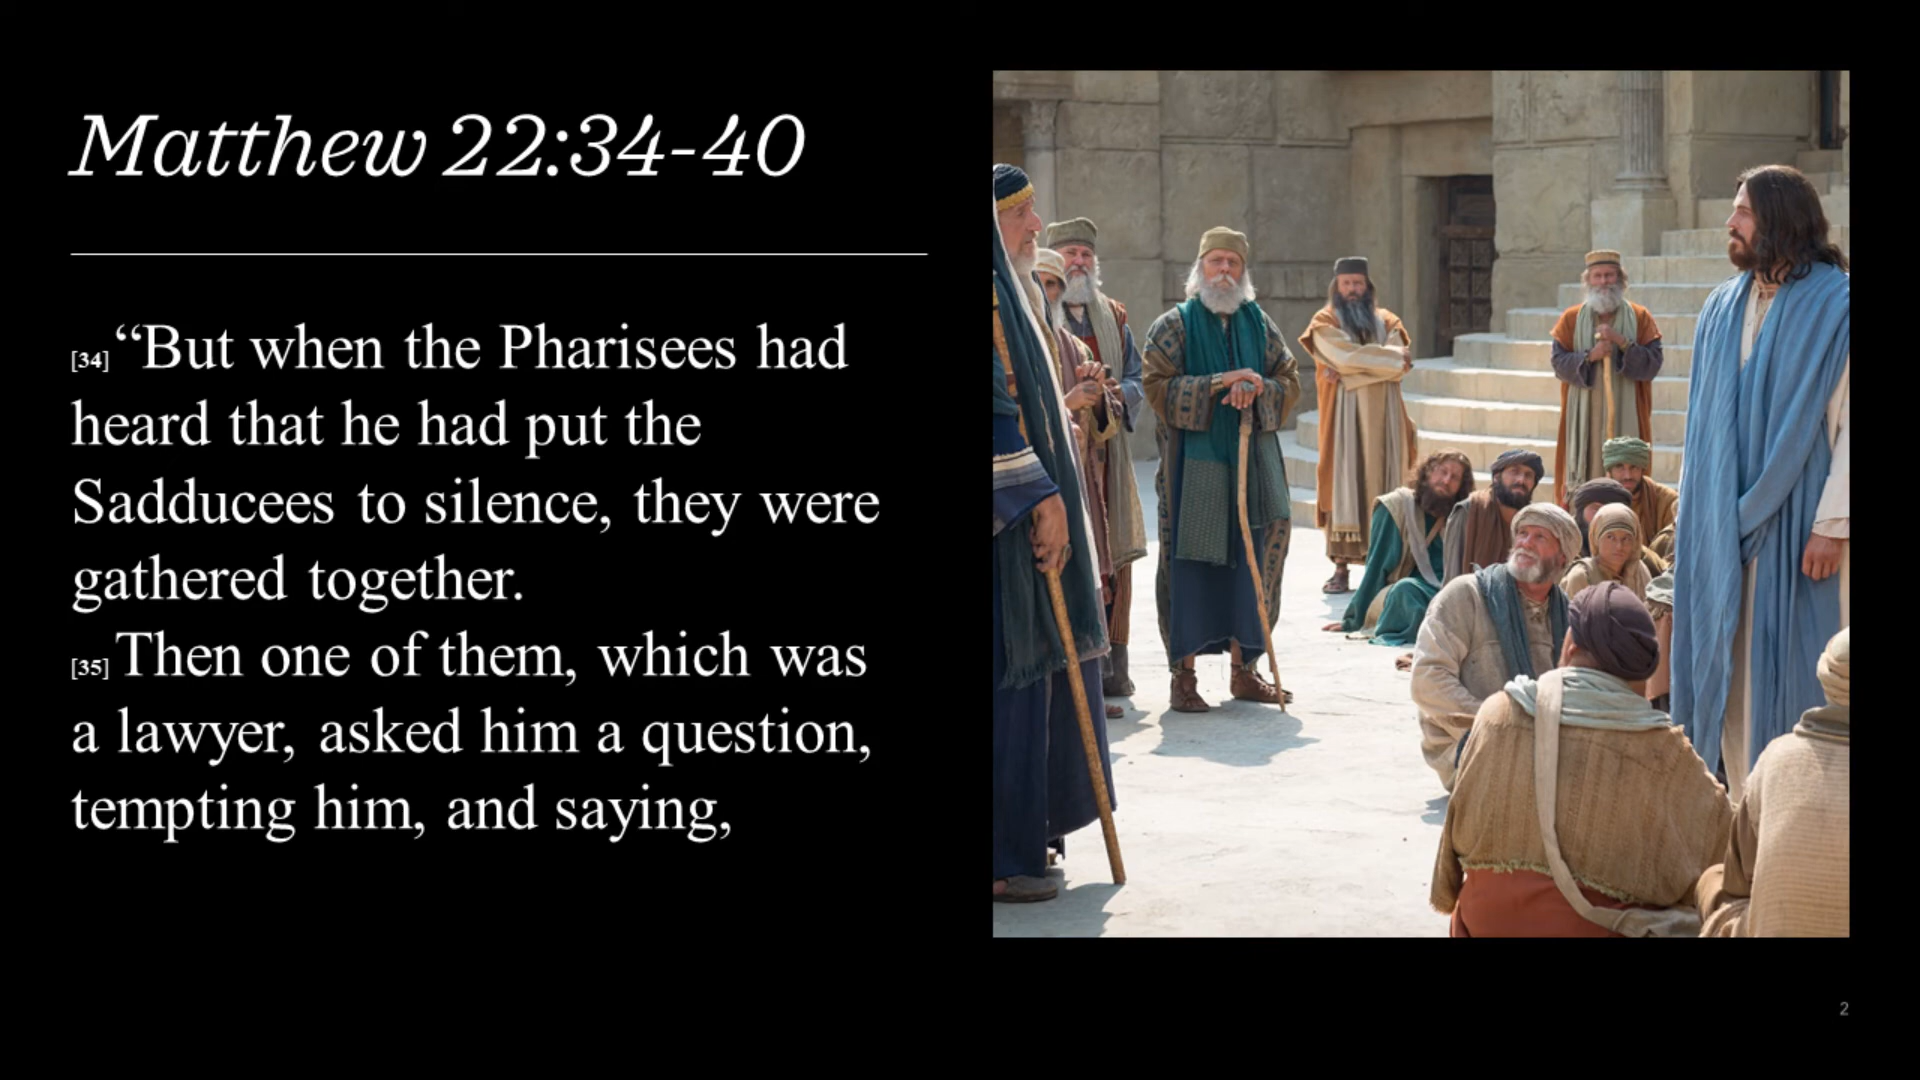 Matthew 22:34-40
[34] “But when the Pharisees had
heard that he had put the
Sadducees to silence, they were
gathered together.
[35] Then one of them, which was
a lawyer, asked him a question,
tempting him, and saying,
2